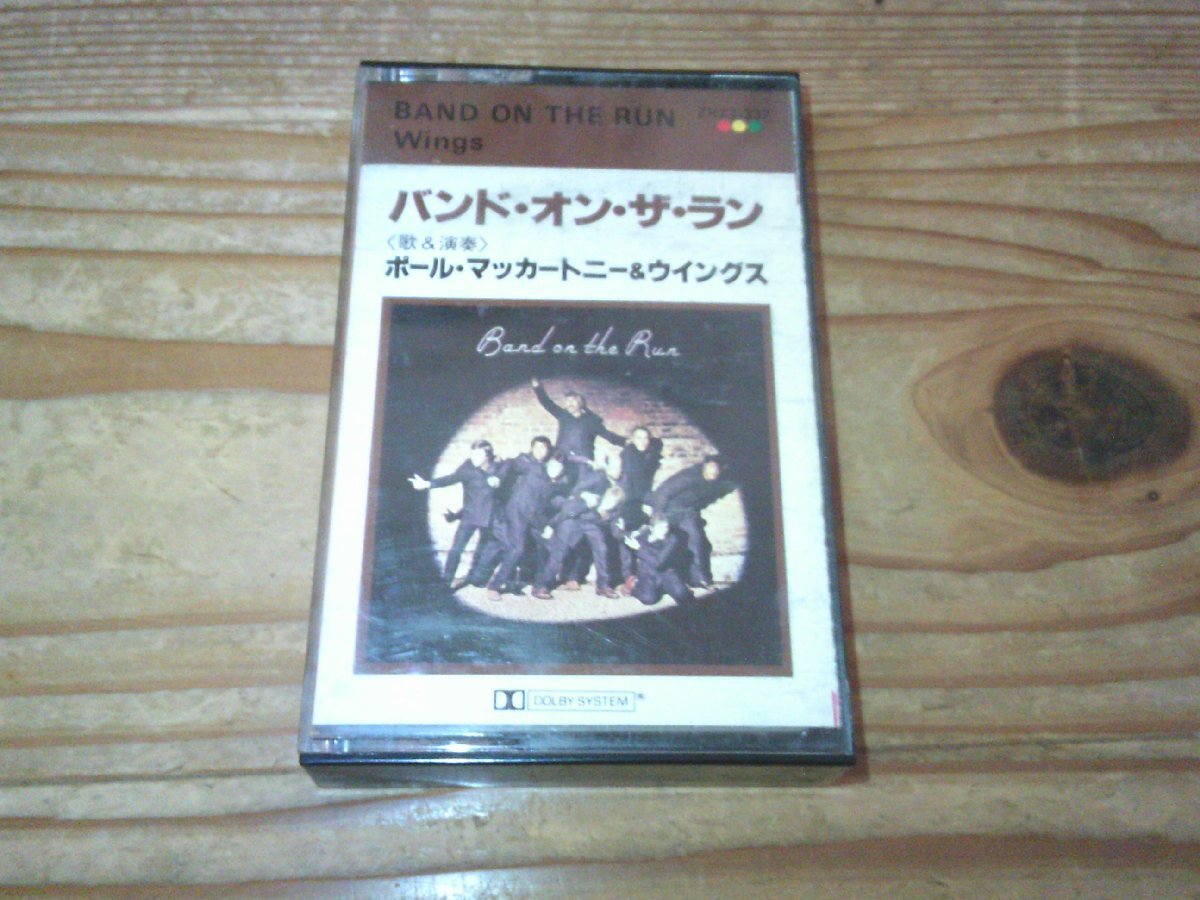 BAND ON THE RUN
Wings
バンド・オン・ザ・ラン
〈歌&演奏〉
ポール・マッカートニー&ウイングス
Band on the Run
DOLBY SYSTEM